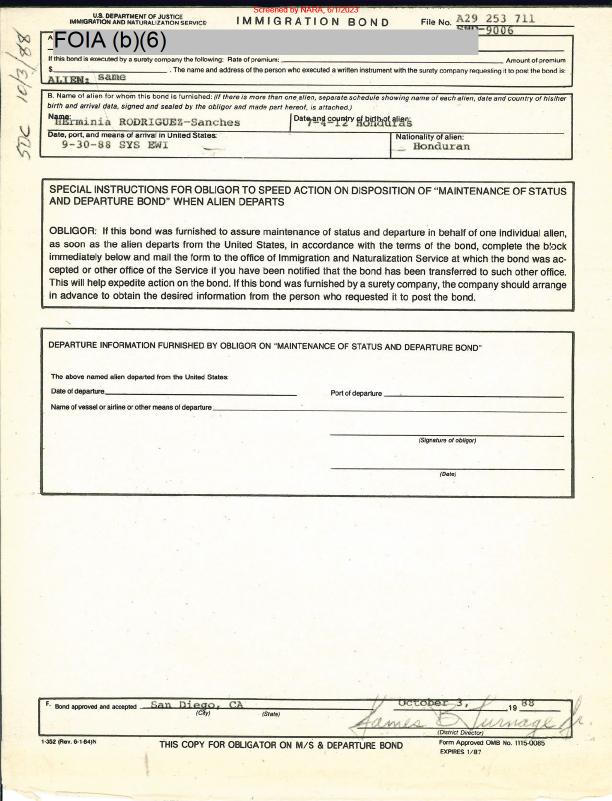 Screened by NARA, 6/1/2023
U.S. DEPARTMENT OF JUSTICE
IMMIGRATION AND NATURALIZATION SERVICE
IMMIGRATION BOND
File No. A29 253 711
-9006
SDC 10/3/88
A
FOIA (b)(6)
If this bond is executed by a surety company the following: Rate of premium: Amount of premium
$ . The name and address of the person who executed a written instrument with the surety company requesting it to post the bond is:
ALIEN: same
B. Name of alien for whom this bond is furnished: (If there is more than one alien, separate schedule showing name of each alien, date and country of his/her
birth and arrival data, signed and sealed by the obligor and made part hereof, is attached.)
Name: Date and country of birth of alien:
HErminia RODRIGUEZ-Sanches 7-4-12 Honduras
Date, port, and means of arrival in United States: Nationality of alien:
9-30-88 SYS EWI Honduran
SPECIAL INSTRUCTIONS FOR OBLIGOR TO SPEED ACTION ON DISPOSITION OF "MAINTENANCE OF STATUS
AND DEPARTURE BOND" WHEN ALIEN DEPARTS
OBLIGOR: If this bond was furnished to assure maintenance of status and departure in behalf of one individual alien,
as soon as the alien departs from the United States, in accordance with the terms of the bond, complete the block
immediately below and mail the form to the office of Immigration and Naturalization Service at which the bond was ac-
cepted or other office of the Service if you have been notified that the bond has been transferred to such other office.
This will help expedite action on the bond. If this bond was furnished by a surety company, the company should arrange
in advance to obtain the desired information from the person who requested it to post the bond.
DEPARTURE INFORMATION FURNISHED BY OBLIGOR ON "MAINTENANCE OF STATUS AND DEPARTURE BOND"
The above named alien departed from the United States:
Date of departure Port of departure
Name of vessel or airline or other means of departure
(Signature of obligor)
(Date)
F. Bond approved and accepted San Diego, CA October 3, 19 88
(City) (State)
James B Turnage Jr.
(District Director)
I-352 (Rev. 6-1-84)N
THIS COPY FOR OBLIGATOR ON M/S & DEPARTURE BOND
Form Approved OMB No. 1115-0085
EXPIRES 1/87